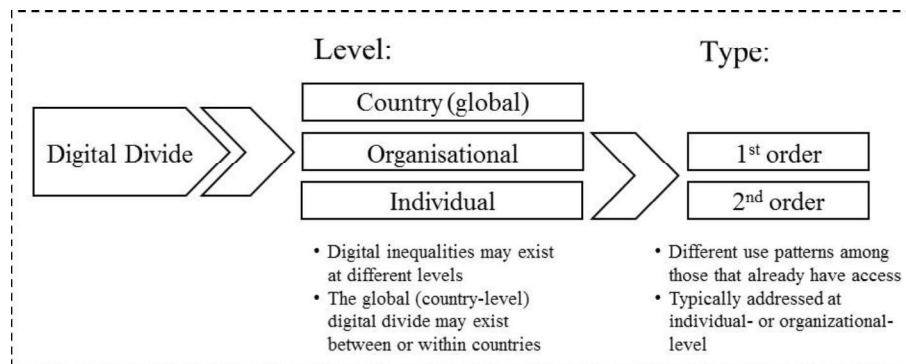 Level:
Type:
Digital Divide
Country (global)
Organisational
Individual
1st order
2nd order
• Digital inequalities may exist
at different levels
• The global (country-level)
digital divide may exist
between or within countries
• Different use patterns among
those that already have access
• Typically addressed at
individual- or organizational-
level